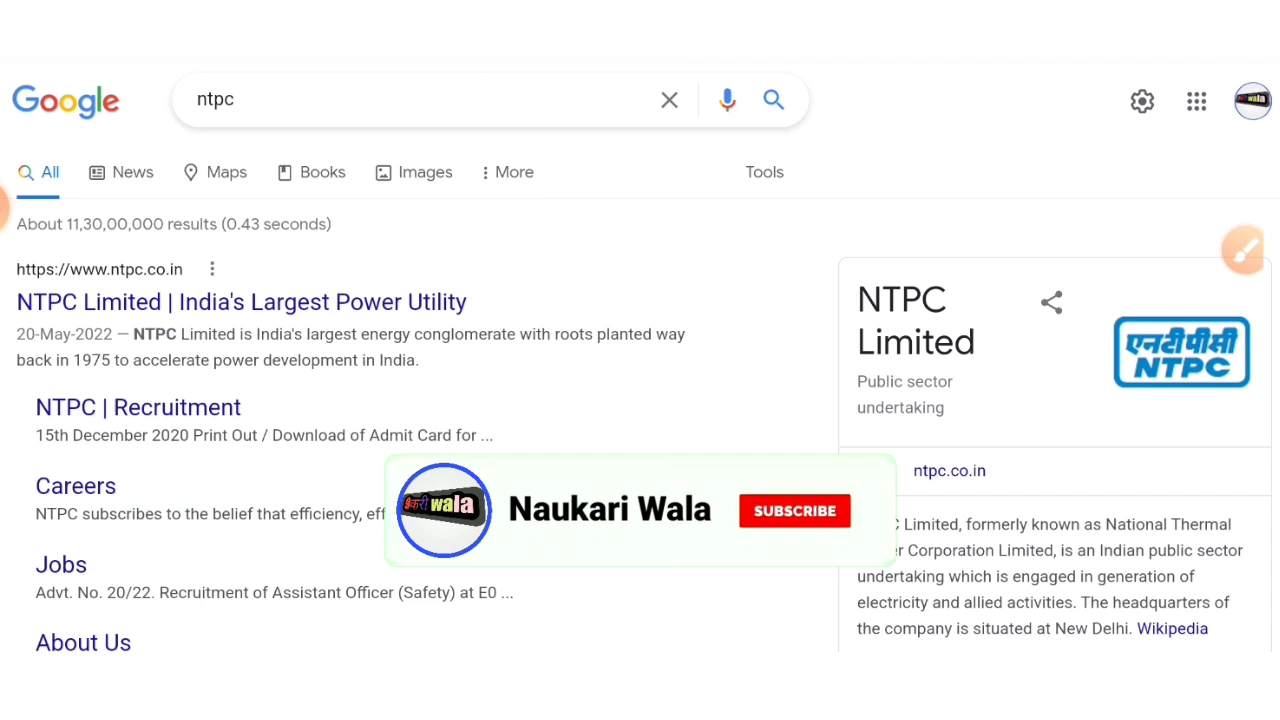 Google
ntpc
All
News
Maps
Books
Images
More
Tools
About 11,30,00,000 results (0.43 seconds)
https://www.ntpc.co.in
NTPC Limited | India's Largest Power Utility
20-May-2022 — NTPC Limited is India's largest energy conglomerate with roots planted way
back in 1975 to accelerate power development in India.
NTPC | Recruitment
15th December 2020 Print Out / Download of Admit Card for ...
Careers
NTPC subscribes to the belief that efficiency,
Jobs
Advt. No. 20/22. Recruitment of Assistant Officer (Safety) at E0 ...
About Us
wala
Naukari Wala
SUBSCRIBE
wala
NTPC
Limited
Public sector
undertaking
एनटीपीसी
NTPC
ntpc.co.in
Limited, formerly known as National Thermal
Corporation Limited, is an Indian public sector
undertaking which is engaged in generation of
electricity and allied activities. The headquarters of
the company is situated at New Delhi. Wikipedia